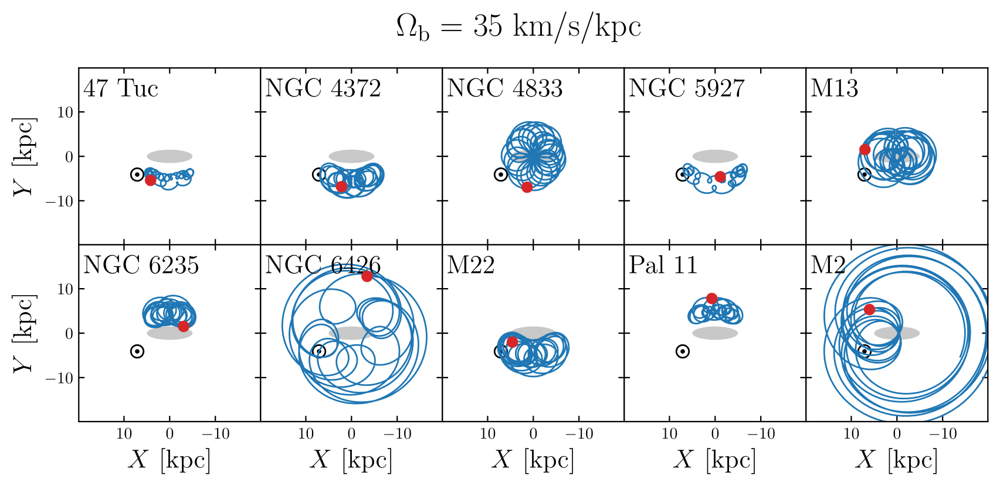 Ωb = 35 km/s/kpc
47 Tuc NGC 4372 NGC 4833 NGC 5927 M13
10
0
−10
Y [kpc]
NGC 6235 NGC 6426 M22 Pal 11 M2
10
0
−10
Y [kpc]
10 0 −10 10 0 −10 10 0 −10 10 0 −10 10 0 −10
X [kpc] X [kpc] X [kpc] X [kpc] X [kpc]